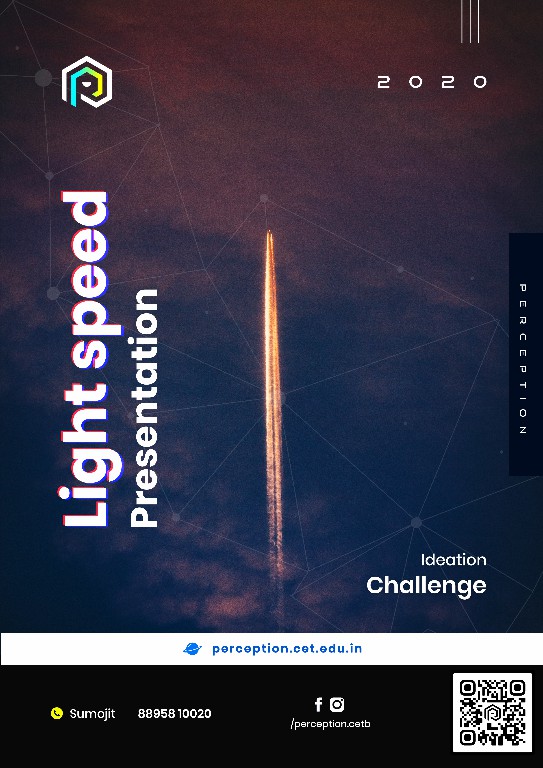 2020
Light speed
Presentation
PERCEPTION
Ideation
Challenge
perception.cet.edu.in
Sumojit 8895810020
/perception.cetb